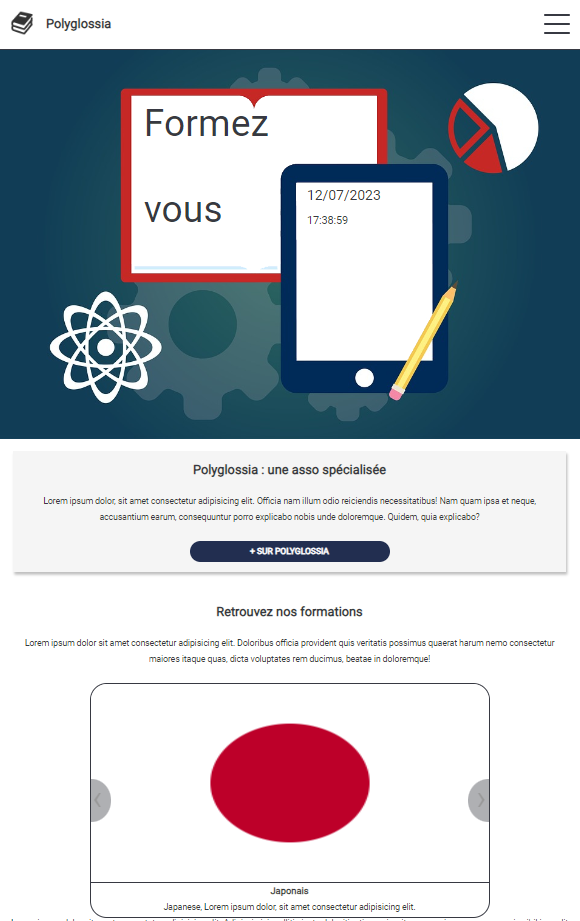 Polyglossia
Formez
vous
12/07/2023
17:38:59
Polyglossia : une asso spécialisée
Lorem ipsum dolor, sit amet consectetur adipisicing elit. Officia nam illum odio reiciendis necessitatibus! Nam quam ipsa et neque,
accusantium earum, consequuntur porro explicabo nobis unde doloremque. Quidem, quia explicabo?
+ SUR POLYGLOSSIA
Retrouvez nos formations
Lorem ipsum dolor sit amet consectetur adipisicing elit. Doloribus officia provident quis veritatis possimus quaerat harum nemo consectetur
maiores itaque quas, dicta voluptates rem ducimus, beatae in doloremque!
Japonais
Japanese, Lorem ipsum dolor, sit amet consectetur adipisicing elit.